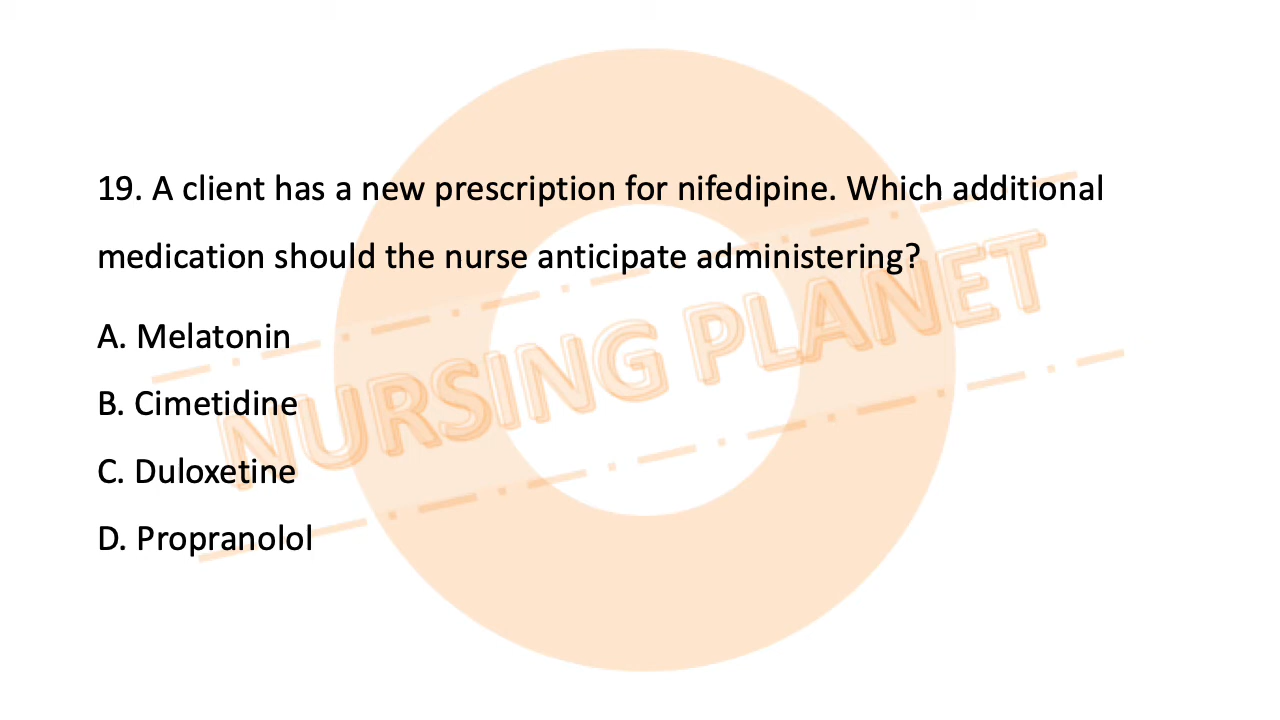 19. A client has a new prescription for nifedipine. Which additional
medication should the nurse anticipate administering?
A. Melatonin
B. Cimetidine
C. Duloxetine
D. Propranolol
NURSING PLANET